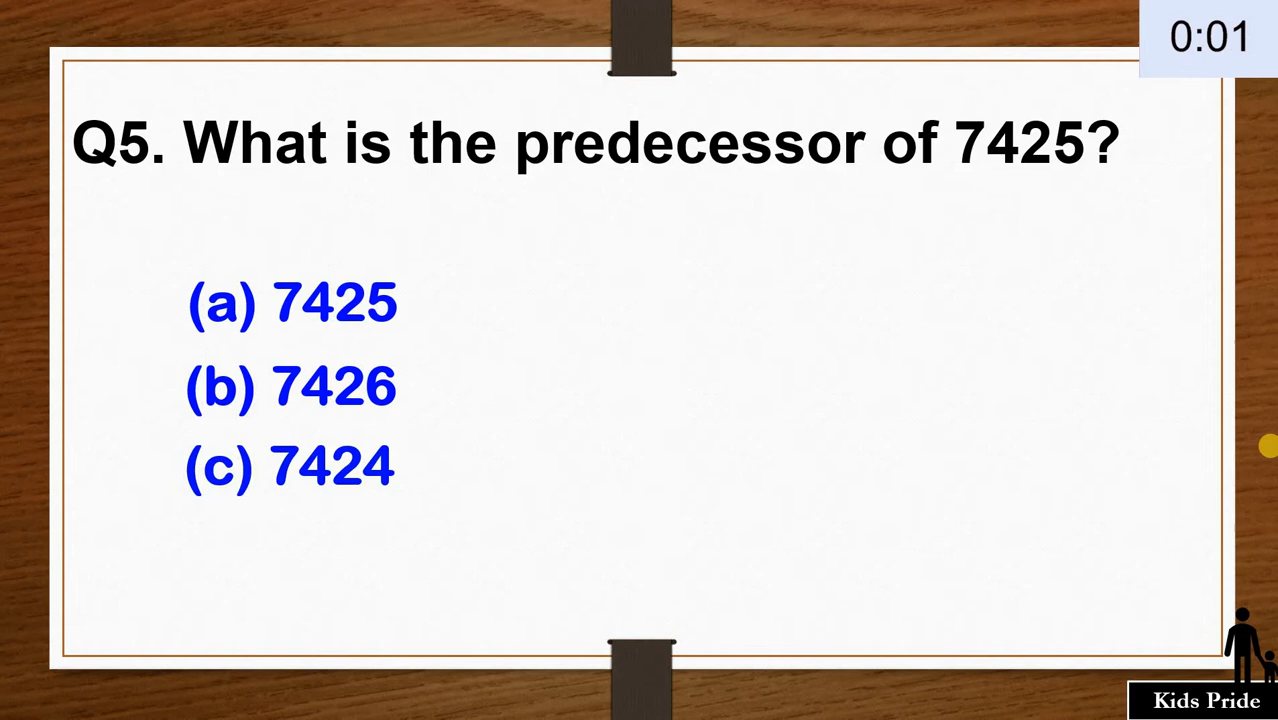 0:01
Q5. What is the predecessor of 7425?
(a) 7425
(b) 7426
(c) 7424
Kids Pride